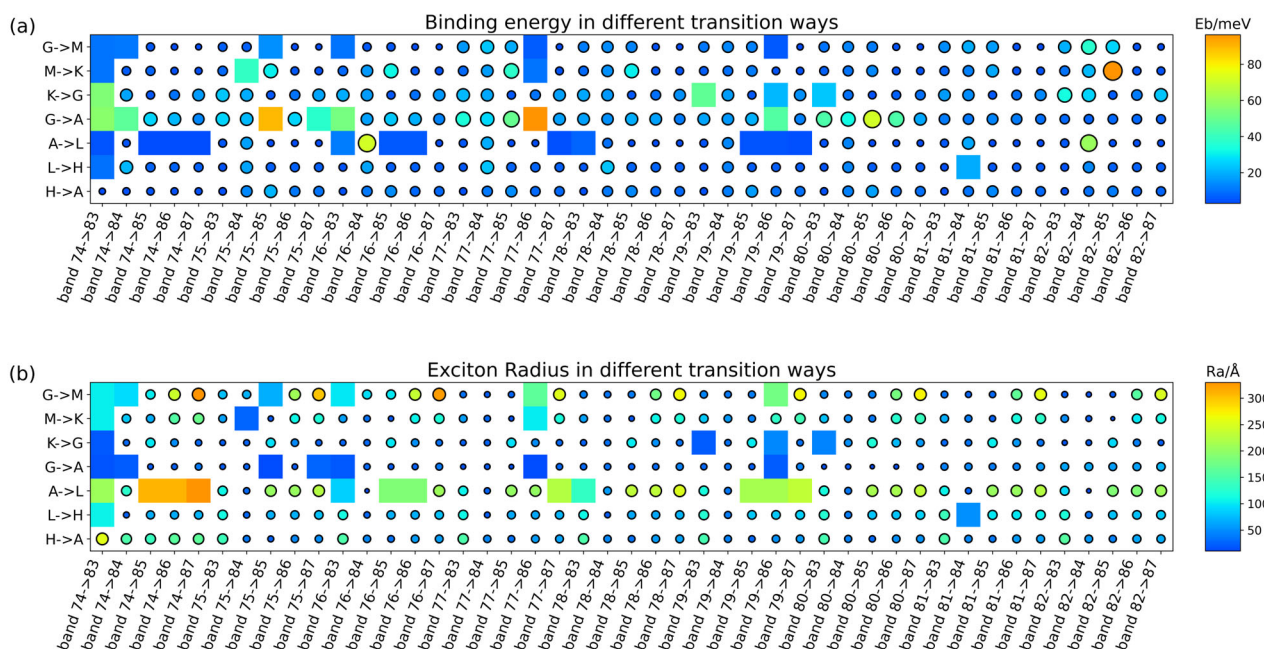 (a)
Binding energy in different transition ways
Eb/meV
G->M
M->K
K->G
G->A
A->L
L->H
H->A
80
60
40
20
band 74->83
band 74->84
band 74->85
band 74->86
band 74->87
band 75->83
band 75->84
band 75->85
band 75->86
band 75->87
band 76->83
band 76->84
band 76->85
band 76->86
band 76->87
band 77->83
band 77->84
band 77->85
band 77->86
band 77->87
band 78->83
band 78->84
band 78->85
band 78->86
band 78->87
band 79->83
band 79->84
band 79->85
band 79->86
band 79->87
band 80->83
band 80->84
band 80->85
band 80->86
band 80->87
band 81->83
band 81->84
band 81->85
band 81->86
band 81->87
band 82->83
band 82->84
band 82->85
band 82->86
band 82->87
(b)
Exciton Radius in different transition ways
Ra/Å
G->M
M->K
K->G
G->A
A->L
L->H
H->A
300
250
200
150
100
50
band 74->83
band 74->84
band 74->85
band 74->86
band 74->87
band 75->83
band 75->84
band 75->85
band 75->86
band 75->87
band 76->83
band 76->84
band 76->85
band 76->86
band 76->87
band 77->83
band 77->84
band 77->85
band 77->86
band 77->87
band 78->83
band 78->84
band 78->85
band 78->86
band 78->87
band 79->83
band 79->84
band 79->85
band 79->86
band 79->87
band 80->83
band 80->84
band 80->85
band 80->86
band 80->87
band 81->83
band 81->84
band 81->85
band 81->86
band 81->87
band 82->83
band 82->84
band 82->85
band 82->86
band 82->87